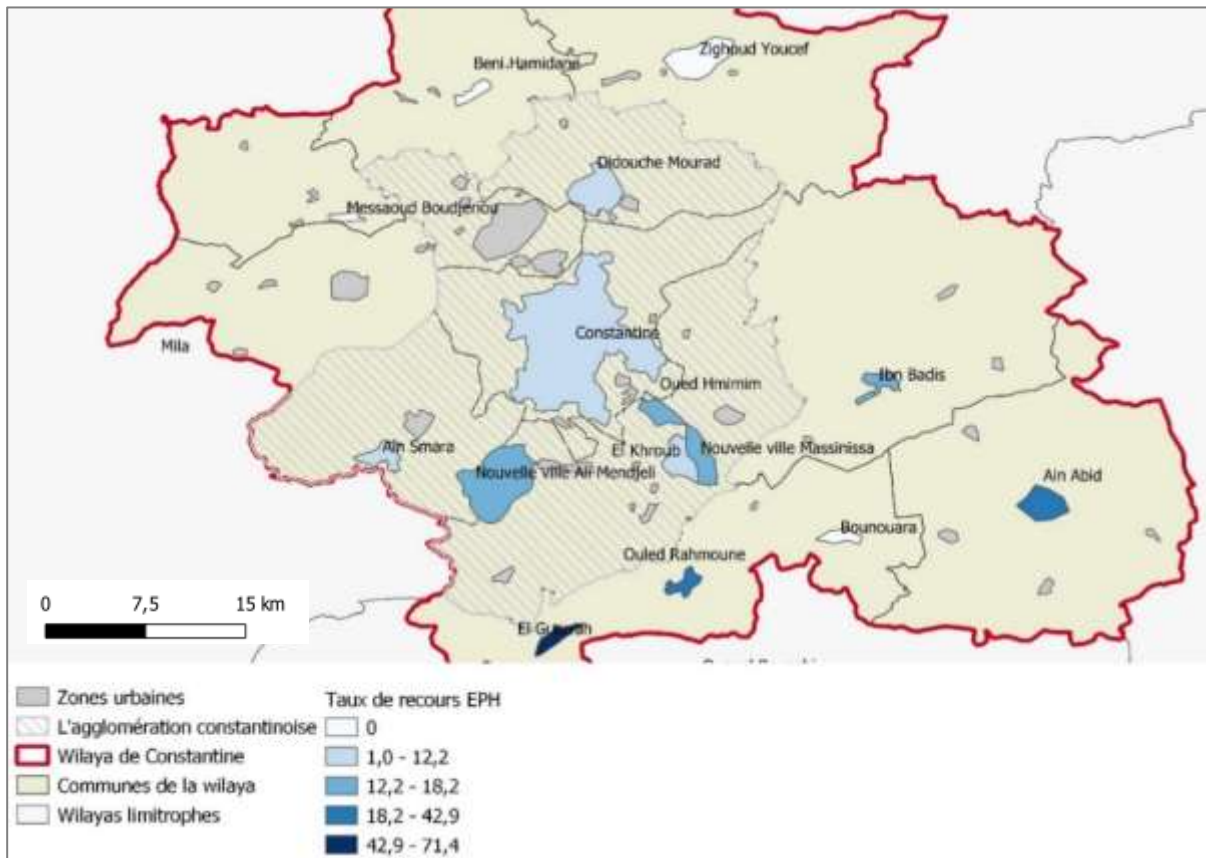 Zighoud Youcef
Beni Hamidane
Didouche Mourad
Messaoud Boudjeriou
Constantine
Mila
Oued Hmimim
Ibn Badis
Ain Smara
El Khroub
Nouvelle ville Massinissa
Nouvelle ville Ali Mendjeli
Ain Abid
Bounouara
Ouled Rahmoune
0 7,5 15 km
Zones urbaines
L'agglomération constantinoise
Wilaya de Constantine
Communes de la wilaya
Wilayas limitrophes
Taux de recours EPH
0
1,0 - 12,2
12,2 - 18,2
18,2 - 42,9
42,9 - 71,4